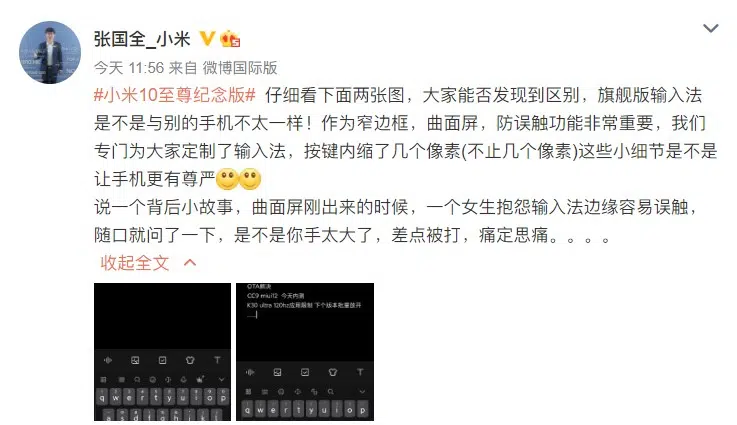 张国全_小米
今天 11:56 来自 微博国际版
#小米10至尊纪念版# 仔细看下面两张图，大家能否发现到区别，旗舰版输入法
是不是与别的手机不太一样！作为窄边框，曲面屏，防误触功能非常重要，我们
专门为大家定制了输入法，按键内缩了几个像素(不止几个像素)这些小细节是不是
让手机更有尊严
说一个背后小故事，曲面屏刚出来的时候，一个女生抱怨输入法边缘容易误触，
随口就问了一下，是不是你手太大了，差点被打，痛定思痛。。。。
收起全文
OTA解决
CC9 miui12 今天内测
K30 ultra 120hz应用限制 下个版本批量放开
......
q w e r t y u i o p
a s d f g h j k l
q w e r t y u i o p